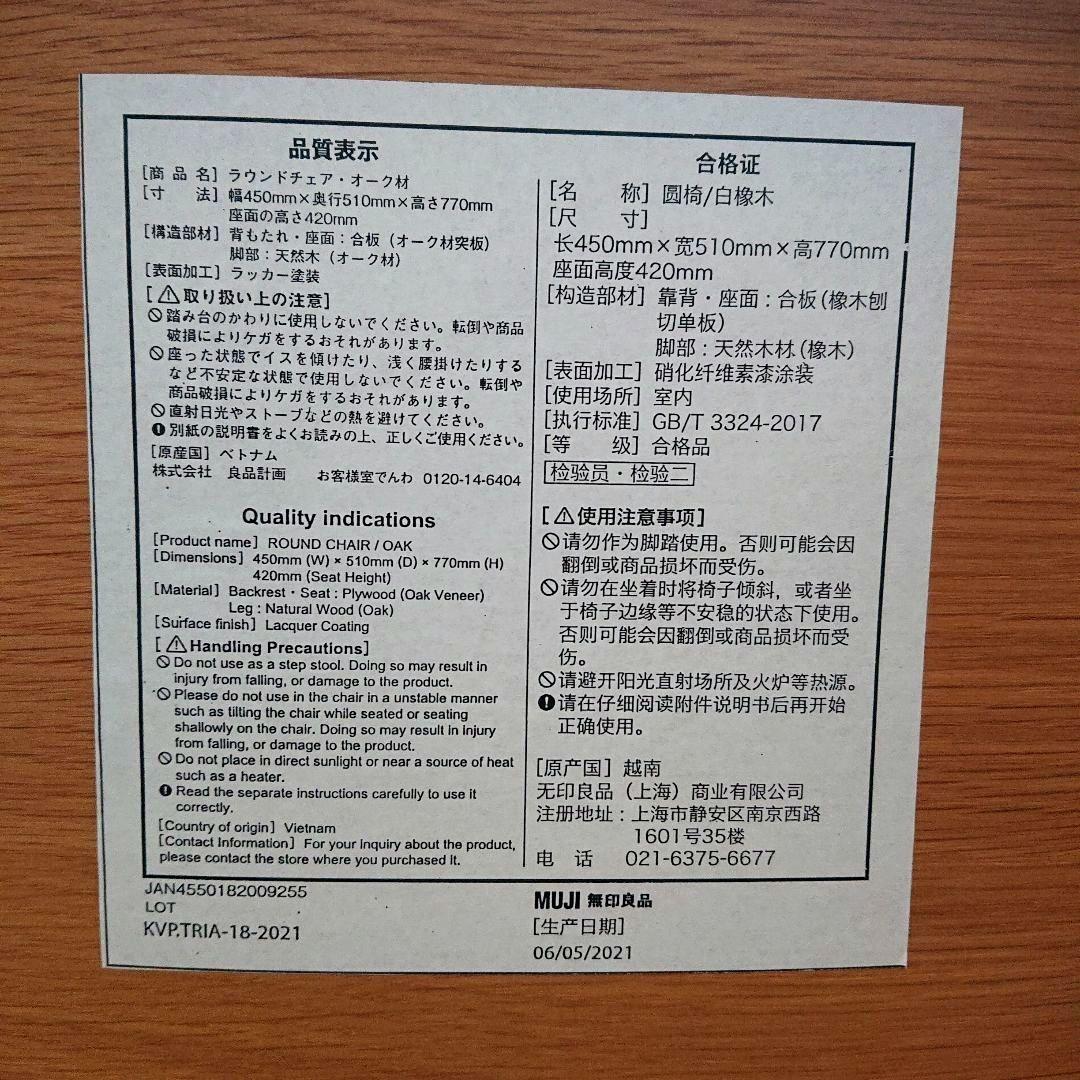 品質表示
[商 品 名] ラウンドチェア・オーク材
[寸　　法] 幅450mm×奥行510mm×高さ770mm
座面の高さ420mm
[構造部材] 背もたれ・座面：合板（オーク材突板）
脚部：天然木（オーク材）
[表面加工] ラッカー塗装
[⚠取り扱い上の注意]
🚫踏み台のかわりに使用しないでください。転倒や商品
破損によりケガをするおそれがあります。
🚫座った状態でイスを傾けたり、浅く腰掛けたりする
など不安定な状態で使用しないでください。転倒や
商品破損によりケガをするおそれがあります。
🚫直射日光やストーブなどの熱を避けてください。
❶別紙の説明書をよくお読みの上、正しくご使用ください。
[原産国] ベトナム
株式会社　良品計画　　お客様室でんわ 0120-14-6404
Quality indications
[Product name] ROUND CHAIR / OAK
[Dimensions] 450mm (W) × 510mm (D) × 770mm (H)
420mm (Seat Height)
[Material] Backrest・Seat : Plywood (Oak Veneer)
Leg : Natural Wood (Oak)
[Surface finish] Lacquer Coating
[⚠Handling Precautions]
🚫Do not use as a step stool. Doing so may result in
injury from falling, or damage to the product.
🚫Please do not use in the chair in a unstable manner
such as tilting the chair while seated or seating
shallowly on the chair. Doing so may result in injury
from falling, or damage to the product.
🚫Do not place in direct sunlight or near a source of heat
such as a heater.
❶Read the separate instructions carefully to use it
correctly.
[Country of origin] Vietnam
[Contact Information] For your inquiry about the product,
please contact the store where you purchased it.
合格证
[名　　称] 圆椅/白橡木
[尺　　寸]
长450mm×宽510mm×高770mm
座面高度420mm
[构造部材] 靠背・座面：合板（橡木刨
切单板）
脚部：天然木材（橡木）
[表面加工] 硝化纤维素漆涂装
[使用场所] 室内
[执行标准] GB/T 3324-2017
[等　　级] 合格品
检验员・检验二
[⚠使用注意事项]
🚫请勿作为脚踏使用。否则可能会因
翻倒或商品损坏而受伤。
🚫请勿在坐着时将椅子倾斜，或者坐
于椅子边缘等不安稳的状态下使用。
否则可能会因翻倒或商品损坏而受
伤。
🚫请避开阳光直射场所及火炉等热源。
❶请在仔细阅读附件说明书后再开始
正确使用。
[原产国] 越南
无印良品（上海）商业有限公司
注册地址：上海市静安区南京西路
1601号35楼
电　话　021-6375-6677
JAN4550182009255
LOT
KVP.TRIA-18-2021
MUJI 無印良品
[生产日期]
06/05/2021